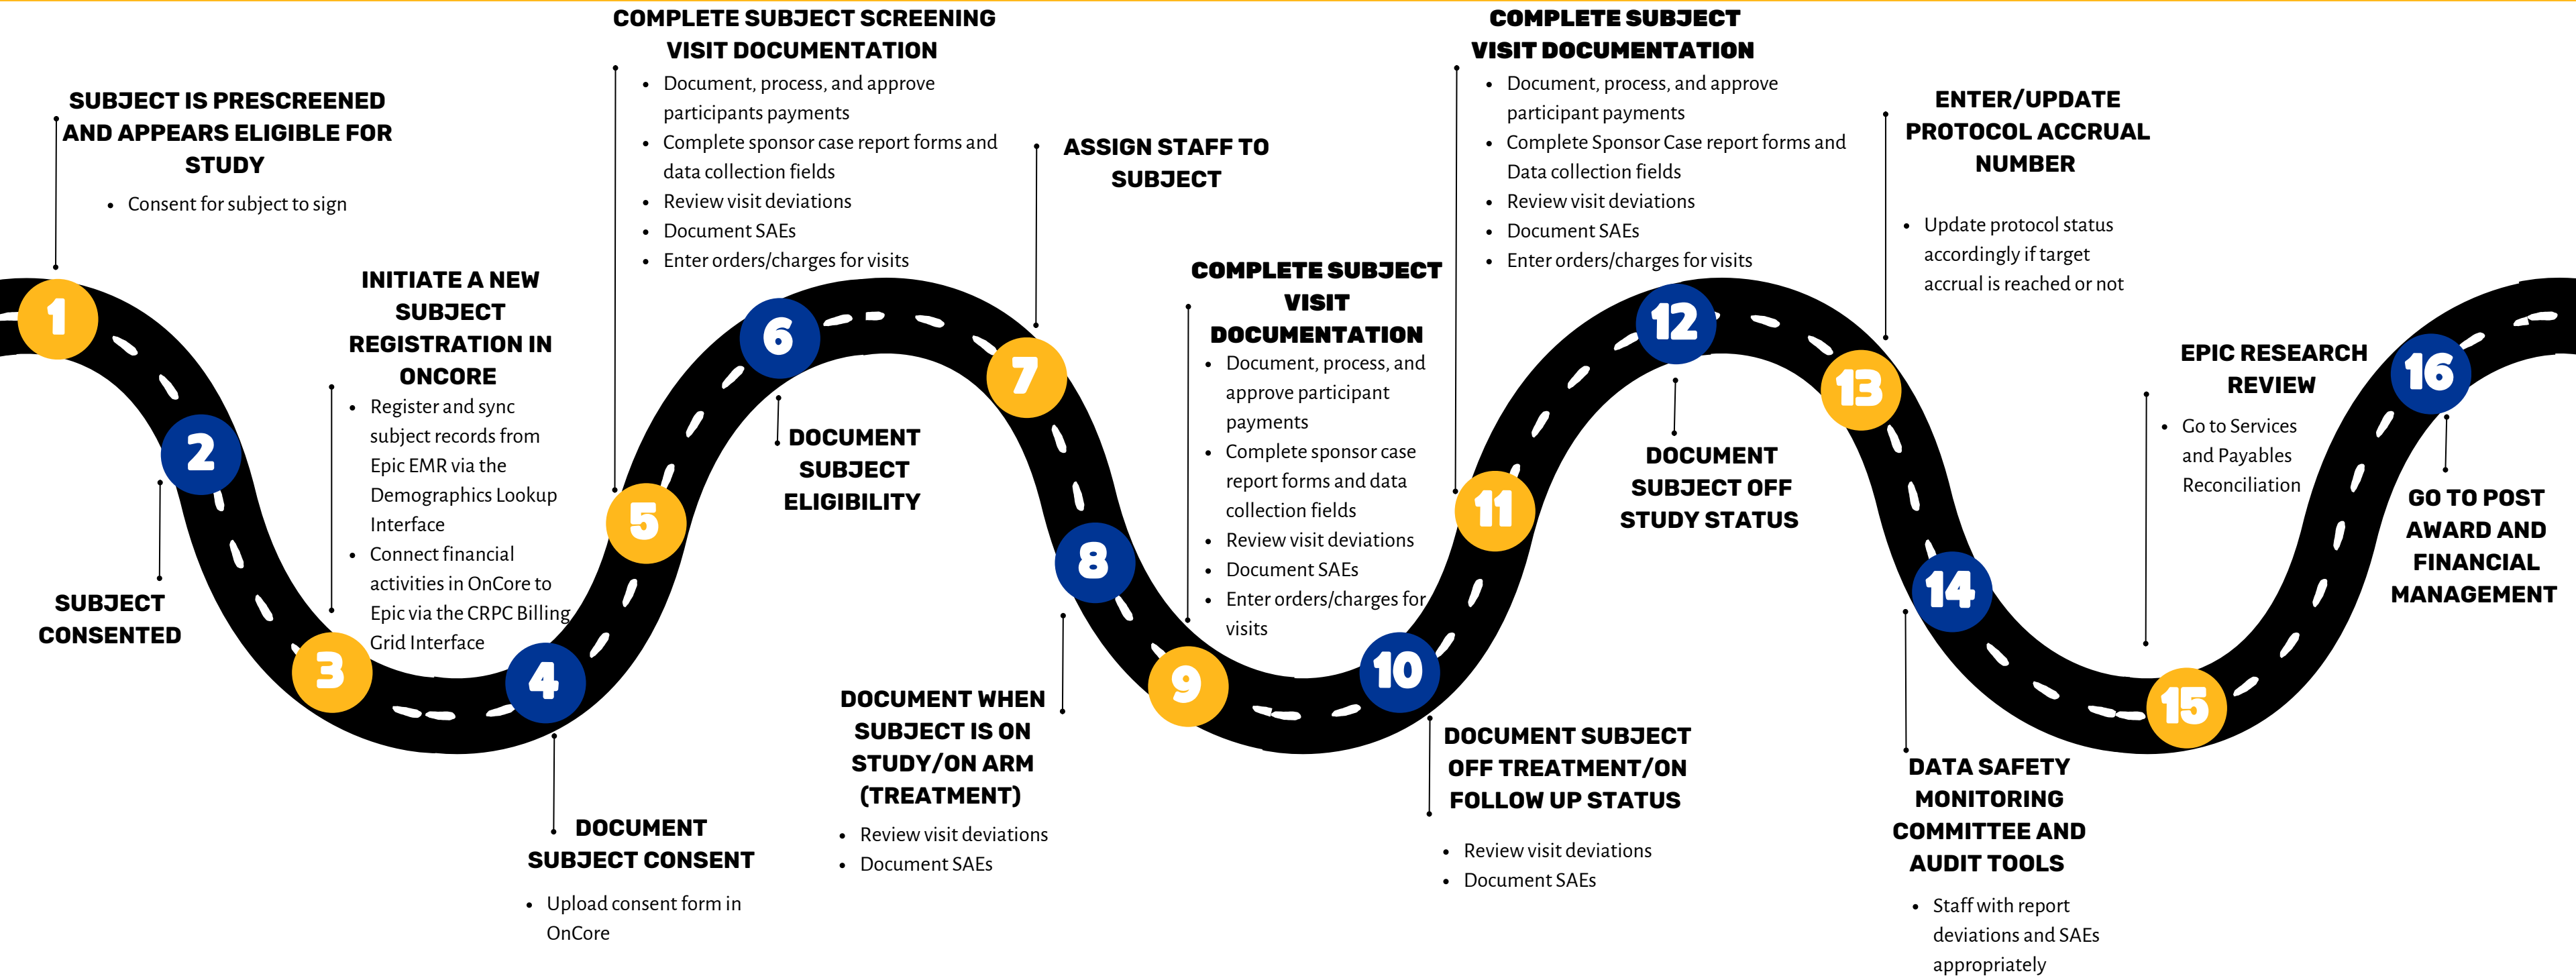 1
SUBJECT IS PRESCREENED
AND APPEARS ELIGIBLE FOR
STUDY
• Consent for subject to sign
2
SUBJECT
CONSENTED
3
INITIATE A NEW
SUBJECT
REGISTRATION IN
ONCORE
• Register and sync
subject records from
Epic EMR via the
Demographics Lookup
Interface
• Connect financial
activities in OnCore to
Epic via the CRPC Billing
Grid Interface
4
DOCUMENT
SUBJECT CONSENT
• Upload consent form in
OnCore
5
COMPLETE SUBJECT SCREENING
VISIT DOCUMENTATION
• Document, process, and approve
participants payments
• Complete sponsor case report forms and
data collection fields
• Review visit deviations
• Document SAEs
• Enter orders/charges for visits
6
DOCUMENT
SUBJECT
ELIGIBILITY
7
ASSIGN STAFF TO
SUBJECT
8
DOCUMENT WHEN
SUBJECT IS ON
STUDY/ON ARM
(TREATMENT)
• Review visit deviations
• Document SAEs
9
COMPLETE SUBJECT
VISIT
DOCUMENTATION
• Document, process, and
approve participant
payments
• Complete sponsor case
report forms and data
collection fields
• Review visit deviations
• Document SAEs
• Enter orders/charges for
visits
10
DOCUMENT SUBJECT
OFF TREATMENT/ON
FOLLOW UP STATUS
• Review visit deviations
• Document SAEs
11
COMPLETE SUBJECT
VISIT DOCUMENTATION
• Document, process, and approve
participant payments
• Complete Sponsor Case report forms and
Data collection fields
• Review visit deviations
• Document SAEs
• Enter orders/charges for visits
12
DOCUMENT
SUBJECT OFF
STUDY STATUS
13
ENTER/UPDATE
PROTOCOL ACCRUAL
NUMBER
• Update protocol status
accordingly if target
accrual is reached or not
14
DATA SAFETY
MONITORING
COMMITTEE AND
AUDIT TOOLS
• Staff with report
deviations and SAEs
appropriately
15
EPIC RESEARCH
REVIEW
• Go to Services
and Payables
Reconciliation
16
GO TO POST
AWARD AND
FINANCIAL
MANAGEMENT